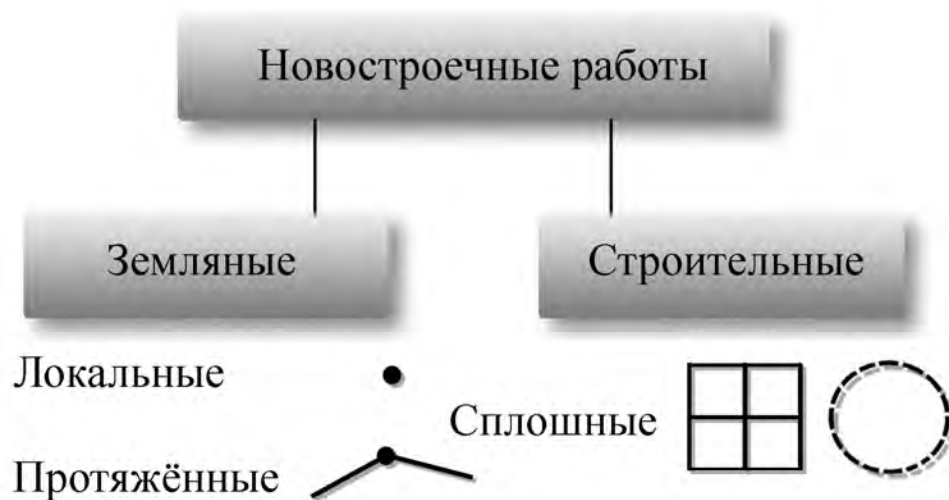 Новостроечные работы
Земляные
Строительные
Локальные
Сплошные
Протяжённые